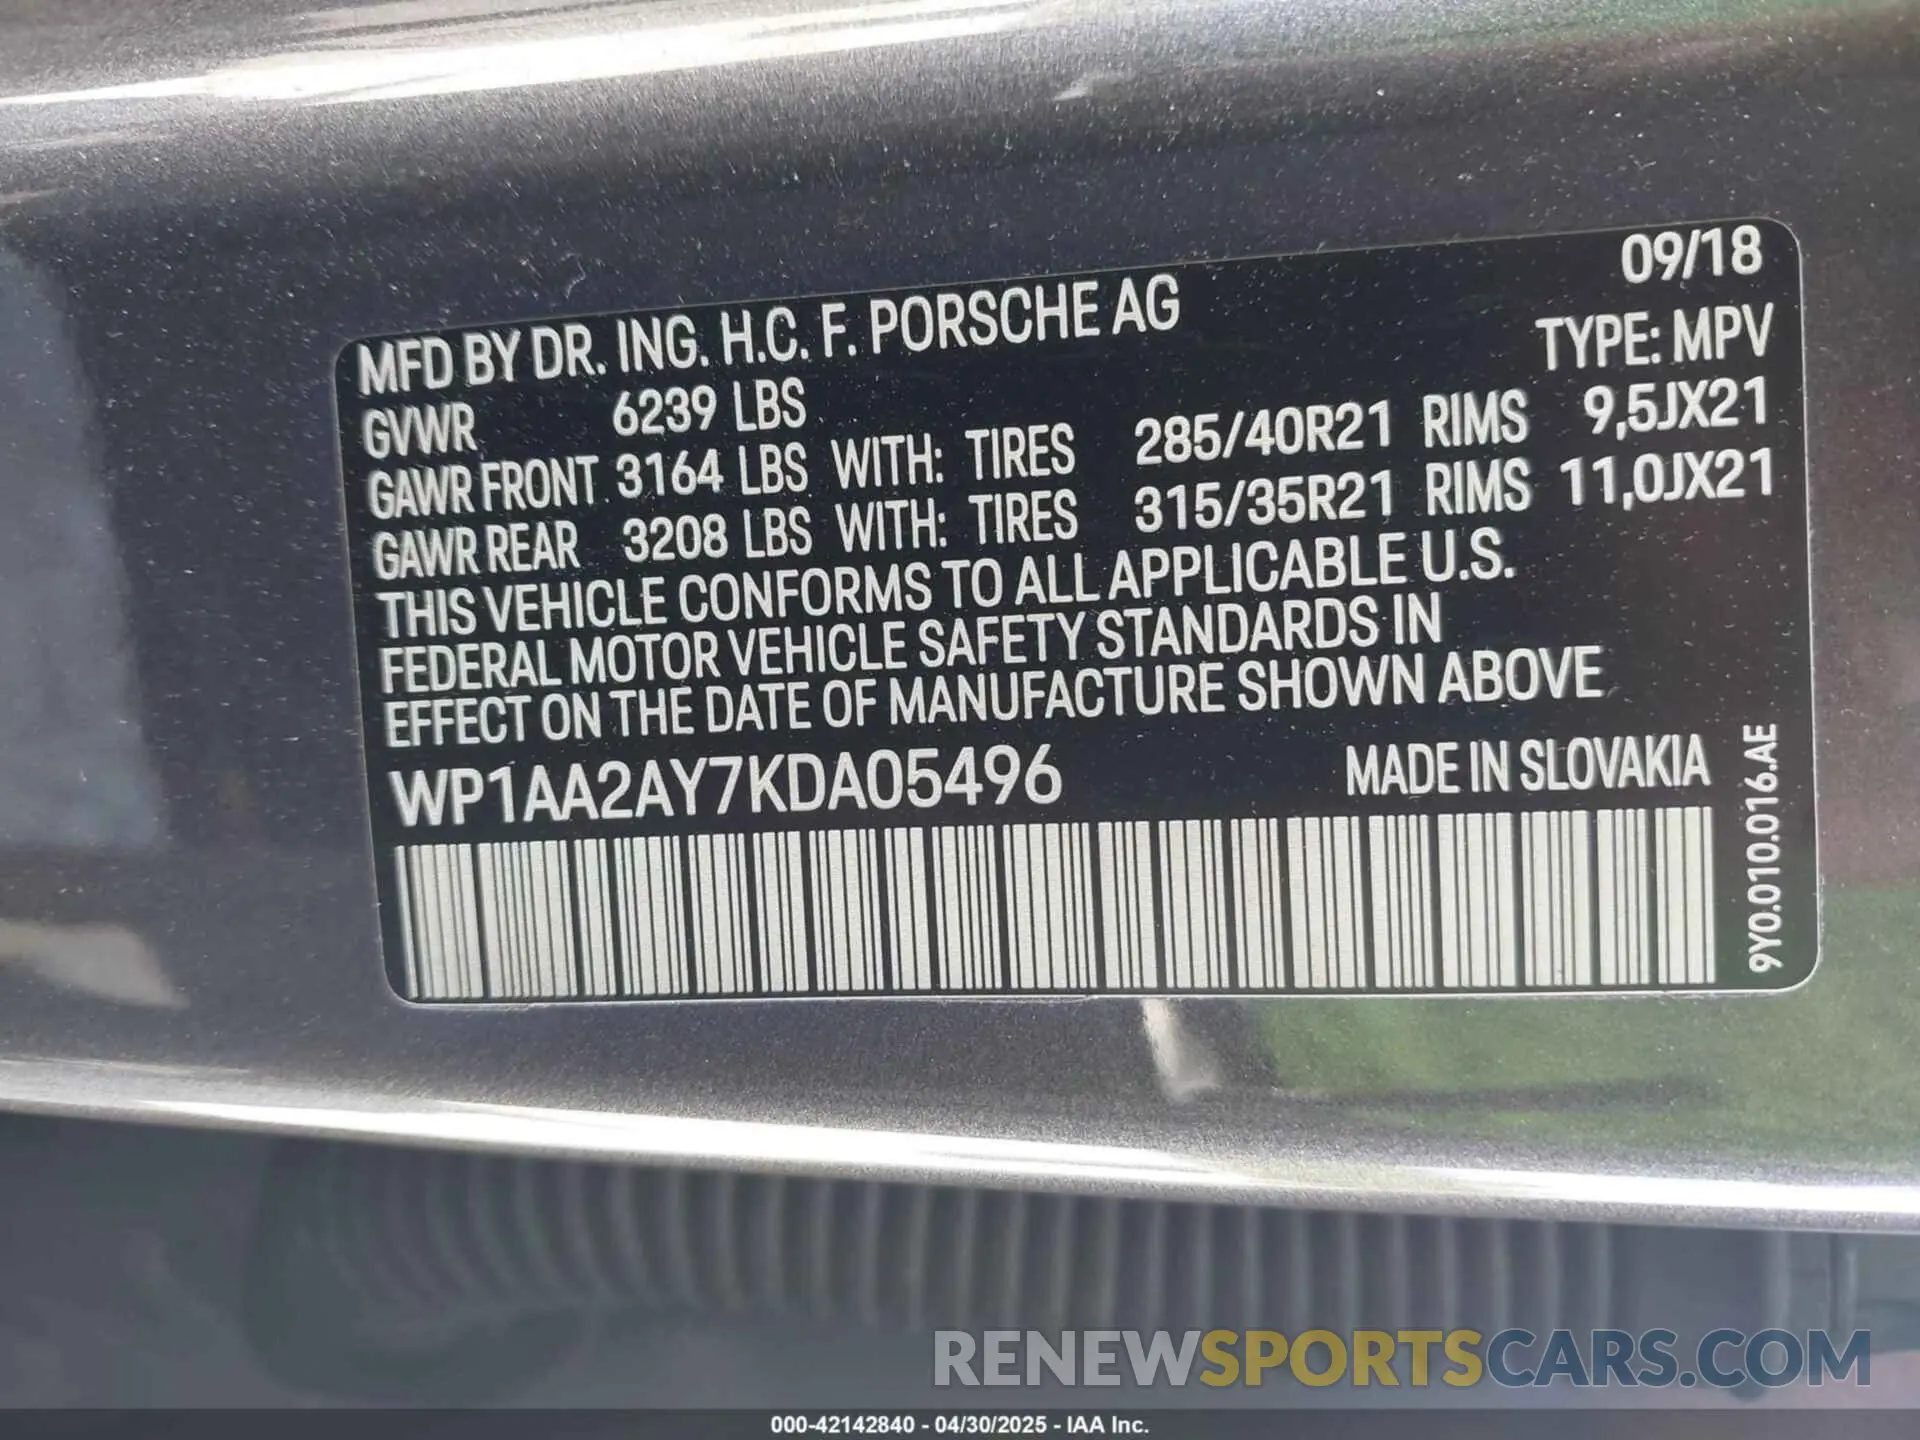 09/18
MFD BY DR. ING. H.C. F. PORSCHE AG
TYPE: MPV
GVWR 6239 LBS
GAWR FRONT 3164 LBS WITH: TIRES 285/40R21 RIMS 9,5JX21
GAWR REAR 3208 LBS WITH: TIRES 315/35R21 RIMS 11,0JX21
THIS VEHICLE CONFORMS TO ALL APPLICABLE U.S.
FEDERAL MOTOR VEHICLE SAFETY STANDARDS IN
EFFECT ON THE DATE OF MANUFACTURE SHOWN ABOVE
WP1AA2AY7KDA05496 MADE IN SLOVAKIA
9Y0.010.016.AE
RENEWSPORTSCARS.COM
000-42142840 - 04/30/2025 - IAA Inc.